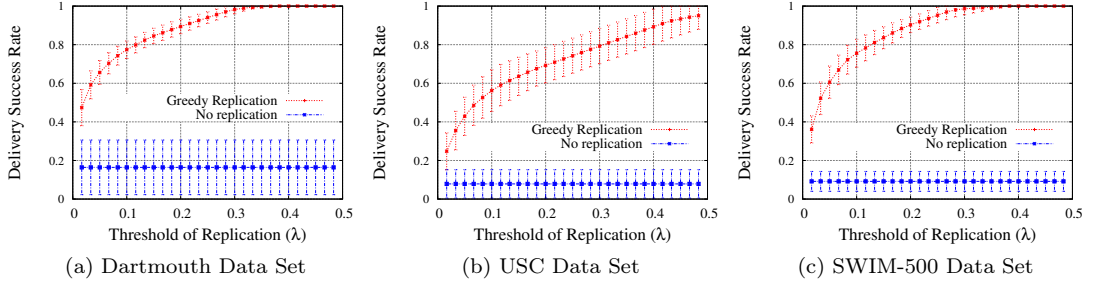 Delivery Success Rate
1
0.8
0.6
0.4
0.2
0
Greedy Replication
No replication
0 0.1 0.2 0.3 0.4 0.5
Threshold of Replication (λ)
(a) Dartmouth Data Set
Delivery Success Rate
1
0.8
0.6
0.4
0.2
0
Greedy Replication
No replication
0 0.1 0.2 0.3 0.4 0.5
Threshold of Replication (λ)
(b) USC Data Set
Delivery Success Rate
1
0.8
0.6
0.4
0.2
0
Greedy Replication
No replication
0 0.1 0.2 0.3 0.4 0.5
Threshold of Replication (λ)
(c) SWIM-500 Data Set